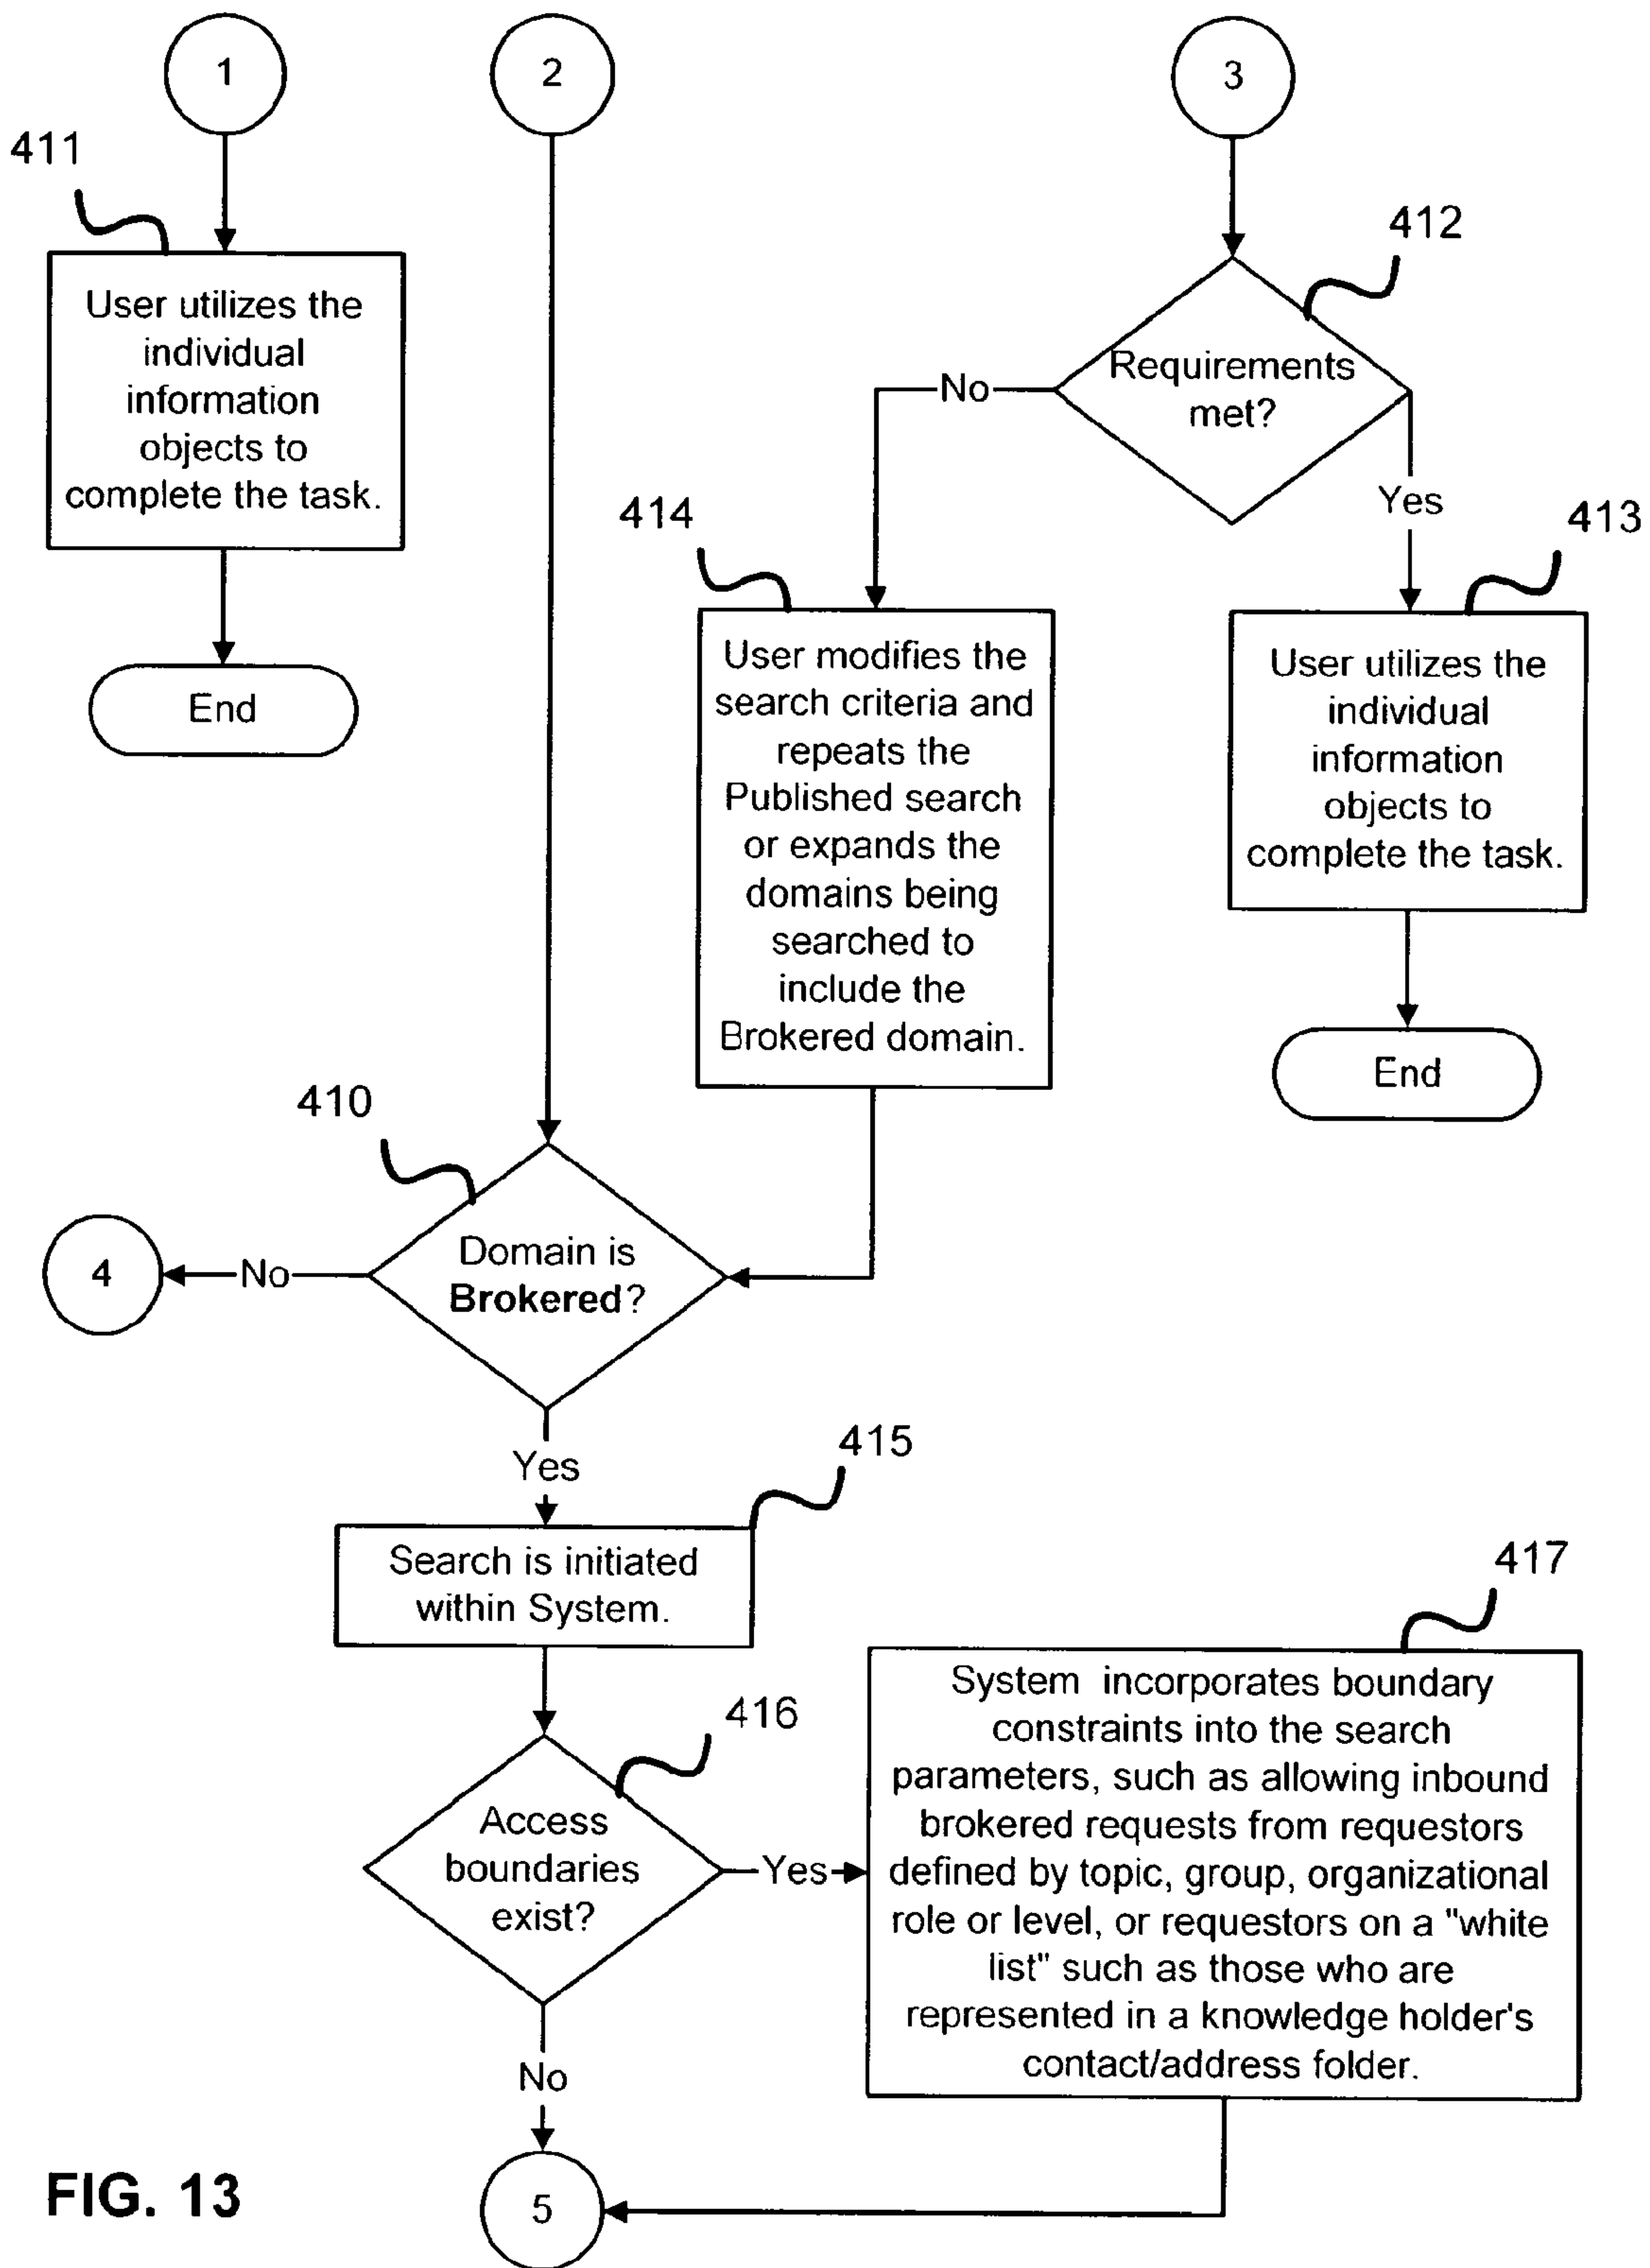 1
2
3
411
412
User utilizes the
individual
information
objects to
complete the task.
End
Requirements
met?
No
Yes
414
413
User modifies the
search criteria and
repeats the
Published search
or expands the
domains being
searched to
include the
Brokered domain.
User utilizes the
individual
information
objects to
complete the task.
End
410
Domain is
Brokered?
No
4
Yes
415
Search is initiated
within System.
416
417
Access
boundaries
exist?
Yes
System incorporates boundary
constraints into the search
parameters, such as allowing inbound
brokered requests from requestors
defined by topic, group, organizational
role or level, or requestors on a "white
list" such as those who are
represented in a knowledge holder's
contact/address folder.
No
5
FIG. 13